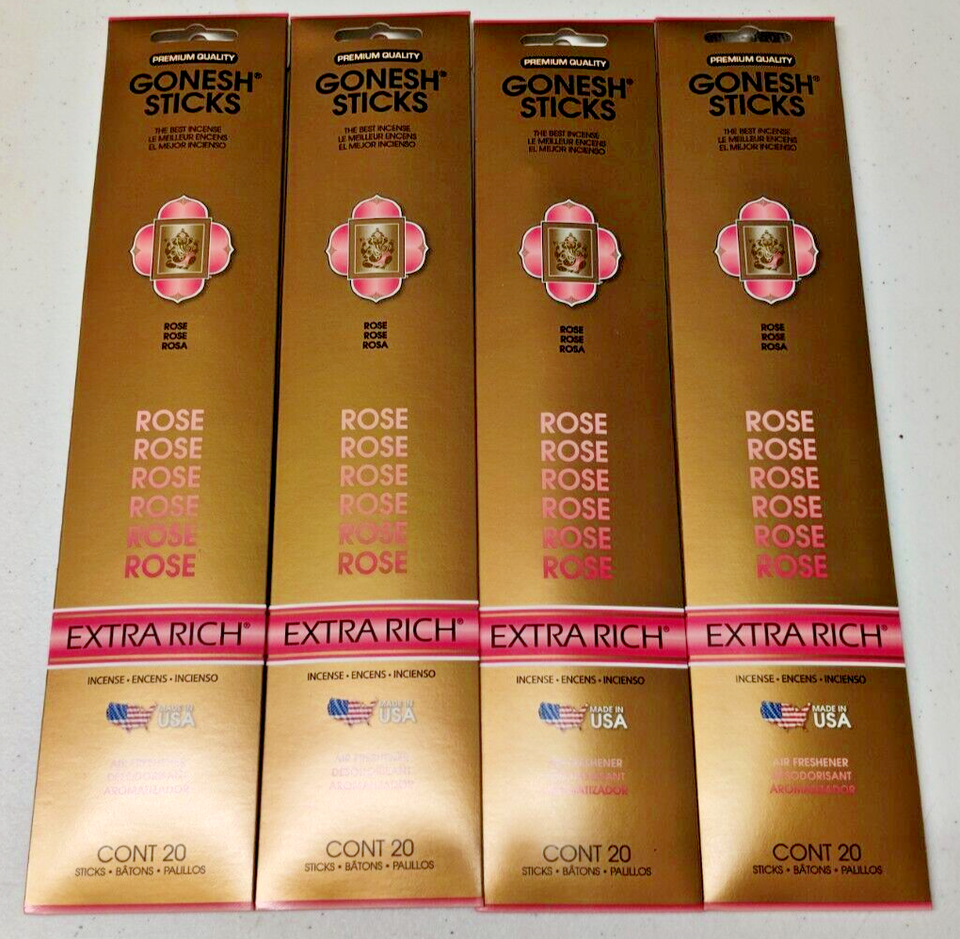 PREMIUM QUALITY
GONESH®
STICKS
THE BEST INCENSE
LE MEILLEUR ENCENS
EL MEJOR INCIENSO
ROSE
ROSE
ROSA
ROSE
ROSE
ROSE
ROSE
ROSE
ROSE
EXTRA RICH®
INCENSE • ENCENS • INCIENSO
MADE IN
USA
AIR FRESHENER
DESODORISANT
AROMATIZADOR
CONT 20
STICKS • BÂTONS • PALILLOS
PREMIUM QUALITY
GONESH®
STICKS
THE BEST INCENSE
LE MEILLEUR ENCENS
EL MEJOR INCIENSO
ROSE
ROSE
ROSA
ROSE
ROSE
ROSE
ROSE
ROSE
ROSE
EXTRA RICH®
INCENSE • ENCENS • INCIENSO
MADE IN
USA
AIR FRESHENER
DESODORISANT
AROMATIZADOR
CONT 20
STICKS • BÂTONS • PALILLOS
PREMIUM QUALITY
GONESH®
STICKS
THE BEST INCENSE
LE MEILLEUR ENCENS
EL MEJOR INCIENSO
ROSE
ROSE
ROSA
ROSE
ROSE
ROSE
ROSE
ROSE
ROSE
EXTRA RICH®
INCENSE • ENCENS • INCIENSO
MADE IN
USA
AIR FRESHENER
DESODORISANT
AROMATIZADOR
CONT 20
STICKS • BÂTONS • PALILLOS
PREMIUM QUALITY
GONESH®
STICKS
THE BEST INCENSE
LE MEILLEUR ENCENS
EL MEJOR INCIENSO
ROSE
ROSE
ROSA
ROSE
ROSE
ROSE
ROSE
ROSE
ROSE
EXTRA RICH®
INCENSE • ENCENS • INCIENSO
MADE IN
USA
AIR FRESHENER
DESODORISANT
AROMATIZADOR
CONT 20
STICKS • BÂTONS • PALILLOS